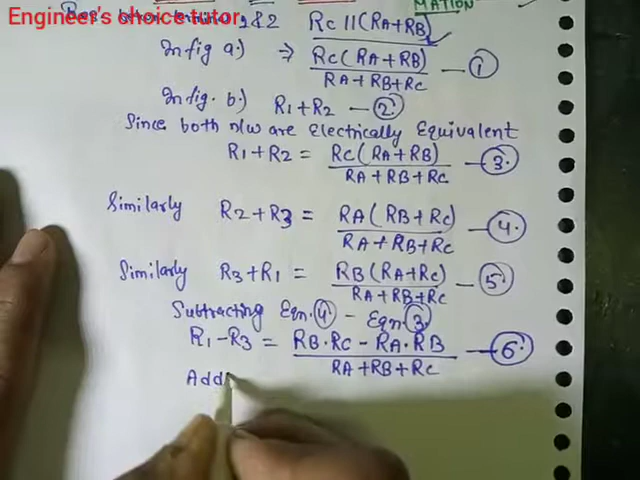 Engineer's choice tutor
MATION
1&2 RC || (RA+RB)
In fig a:) ⇒ RC(RA+RB) / RA+RB+RC — ①
In fig. b:) R1+R2 — ②
Since both n/w are Electrically Equivalent
R1+R2 = RC(RA+RB) / RA+RB+RC — ③.
Similarly R2+R3 = RA(RB+RC) / RA+RB+RC — ④.
Similarly R3+R1 = RB(RA+RC) / RA+RB+RC — ⑤
Subtracting Eqn.④ - Eqn③.
R1-R3 = RB.RC - RA.RB / RA+RB+RC — ⑥
Add